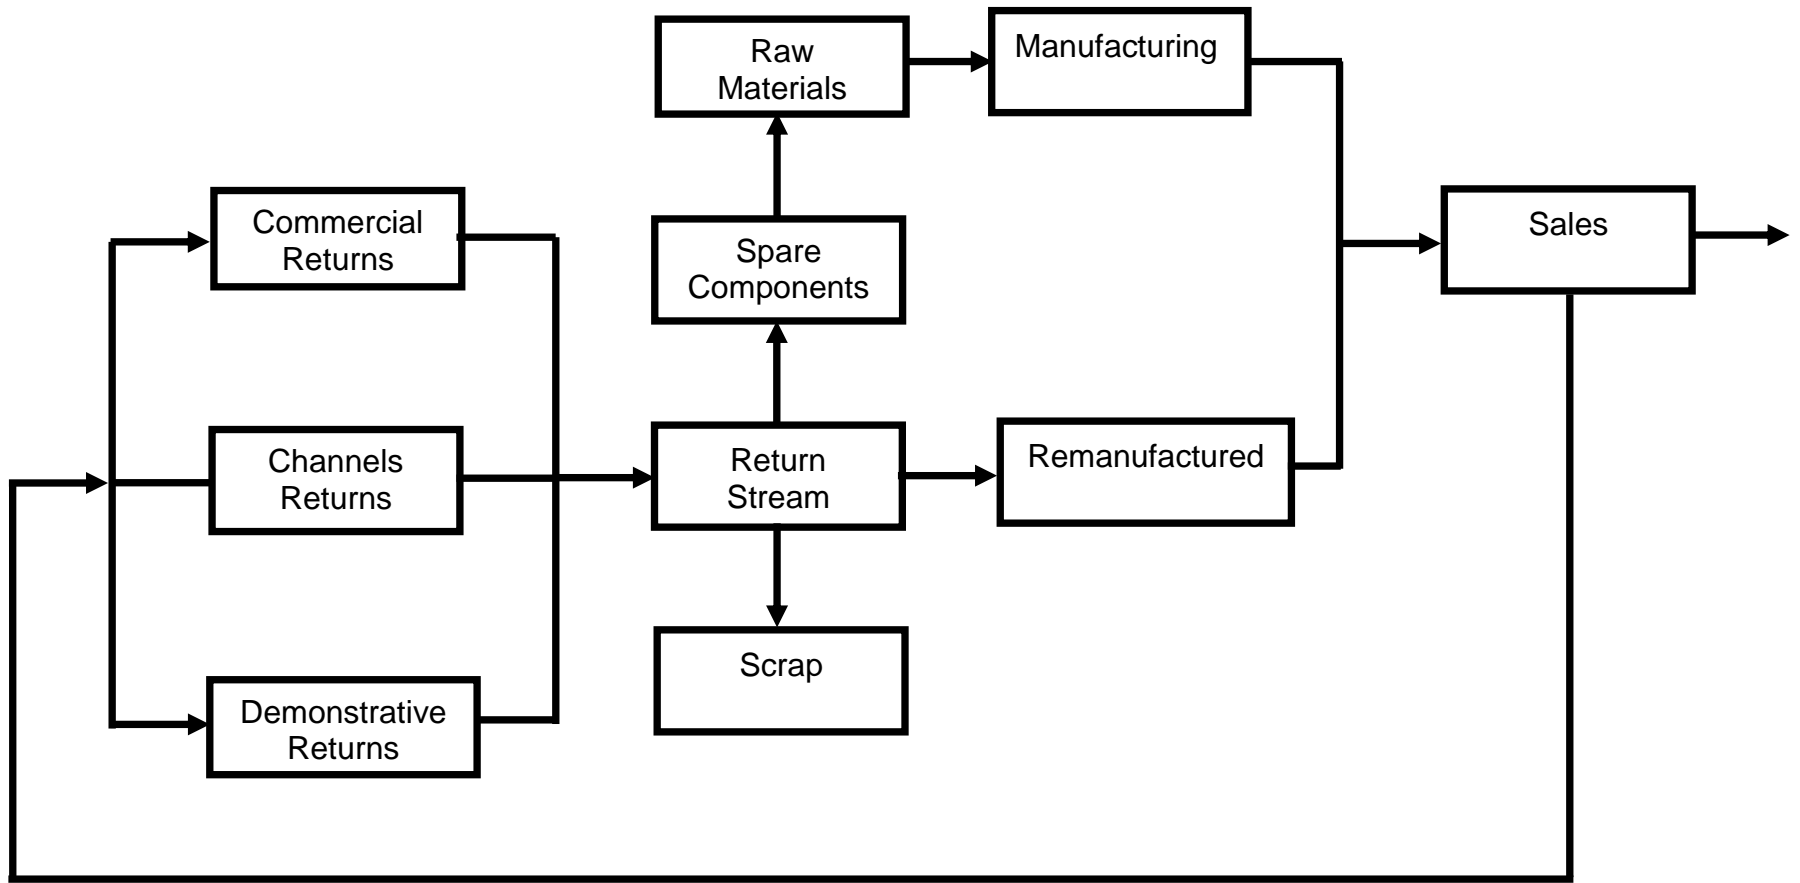 Raw
Materials
Manufacturing
Commercial
Returns
Spare
Components
Sales
Channels
Returns
Return
Stream
Remanufactured
Scrap
Demonstrative
Returns